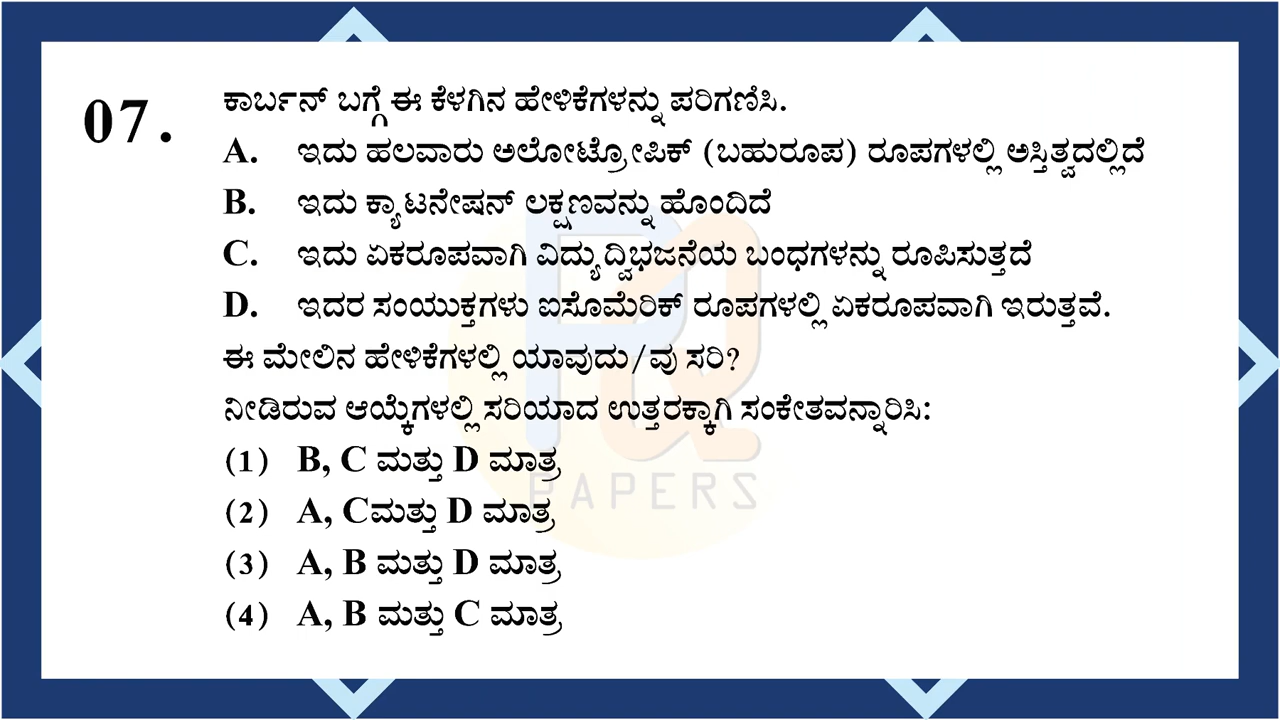 07.
ಕಾರ್ಬನ್ ಬಗ್ಗೆ ಈ ಕೆಳಗಿನ ಹೇಳಿಕೆಗಳನ್ನು ಪರಿಗಣಿಸಿ.
A. ಇದು ಹಲವಾರು ಅಲೋಟ್ರೋಪಿಕ್ (ಬಹುರೂಪ) ರೂಪಗಳಲ್ಲಿ ಅಸ್ತಿತ್ವದಲ್ಲಿದೆ
B. ಇದು ಕ್ಯಾಟನೇಷನ್ ಲಕ್ಷಣವನ್ನು ಹೊಂದಿದೆ
C. ಇದು ಏಕರೂಪವಾಗಿ ವಿದ್ಯುದ್ವಿಭಜನೆಯ ಬಂಧಗಳನ್ನು ರೂಪಿಸುತ್ತದೆ
D. ಇದರ ಸಂಯುಕ್ತಗಳು ಐಸೊಮೆರಿಕ್ ರೂಪಗಳಲ್ಲಿ ಏಕರೂಪವಾಗಿ ಇರುತ್ತವೆ.
ಈ ಮೇಲಿನ ಹೇಳಿಕೆಗಳಲ್ಲಿ ಯಾವುದು/ವು ಸರಿ?
ನೀಡಿರುವ ಆಯ್ಕೆಗಳಲ್ಲಿ ಸರಿಯಾದ ಉತ್ತರಕ್ಕಾಗಿ ಸಂಕೇತವನ್ನಾರಿಸಿ:
(1) B, C ಮತ್ತು D ಮಾತ್ರ
(2) A, Cಮತ್ತು D ಮಾತ್ರ
(3) A, B ಮತ್ತು D ಮಾತ್ರ
(4) A, B ಮತ್ತು C ಮಾತ್ರ
PAPERS